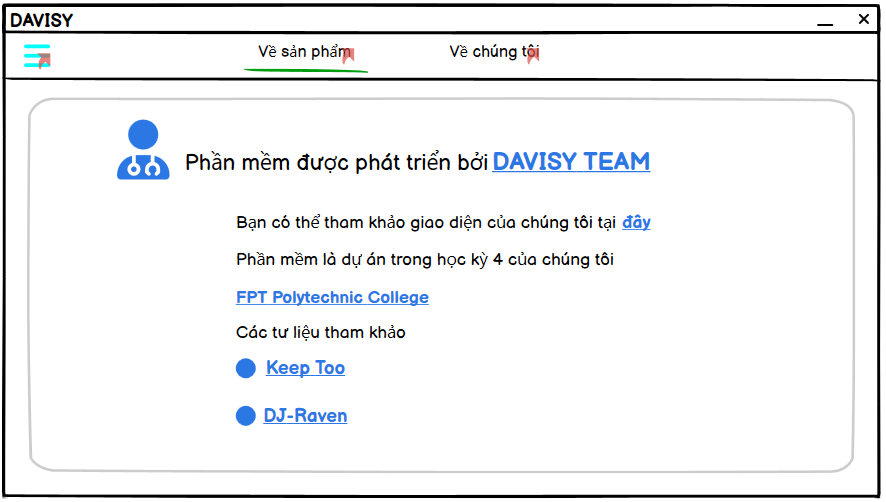 DAVISY
Về sản phẩm Về chúng tôi
Phần mềm được phát triển bởi DAVISY TEAM
Bạn có thể tham khảo giao diện của chúng tôi tại đây
Phần mềm là dự án trong học kỳ 4 của chúng tôi
FPT Polytechnic College
Các tư liệu tham khảo
Keep Too
DJ-Raven